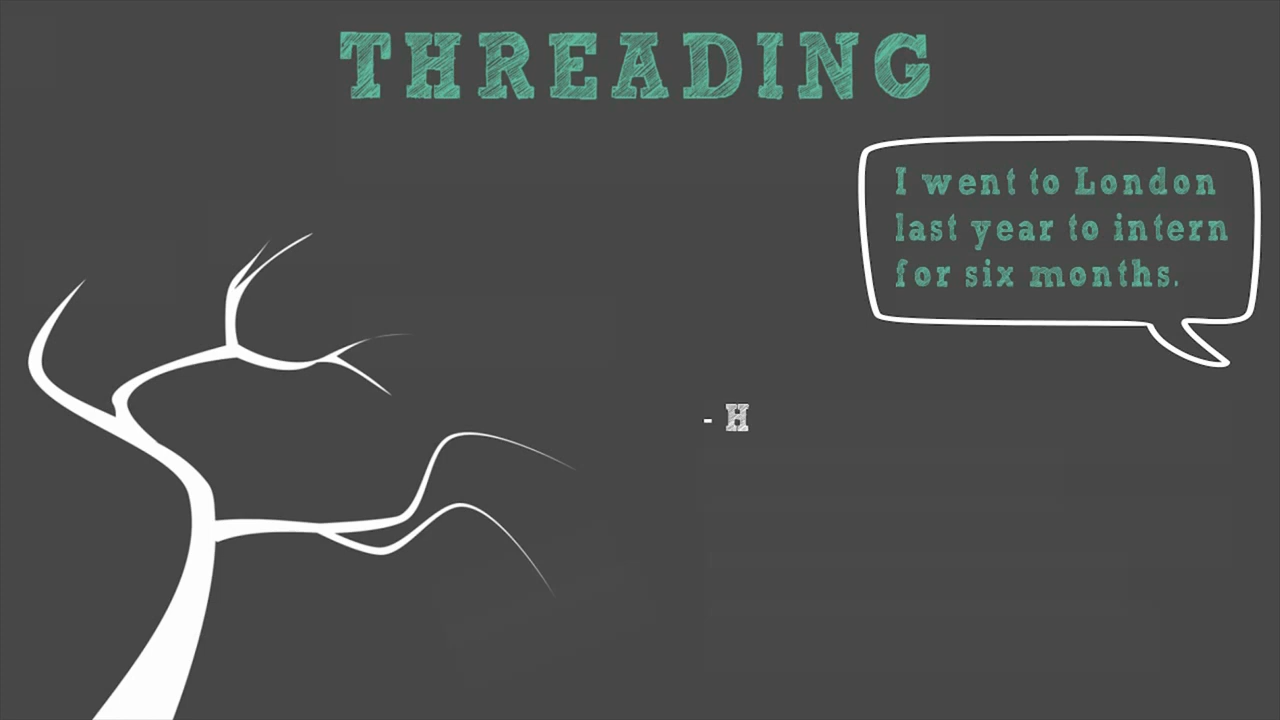 THREADING
I went to London
last year to intern
for six months.
- H